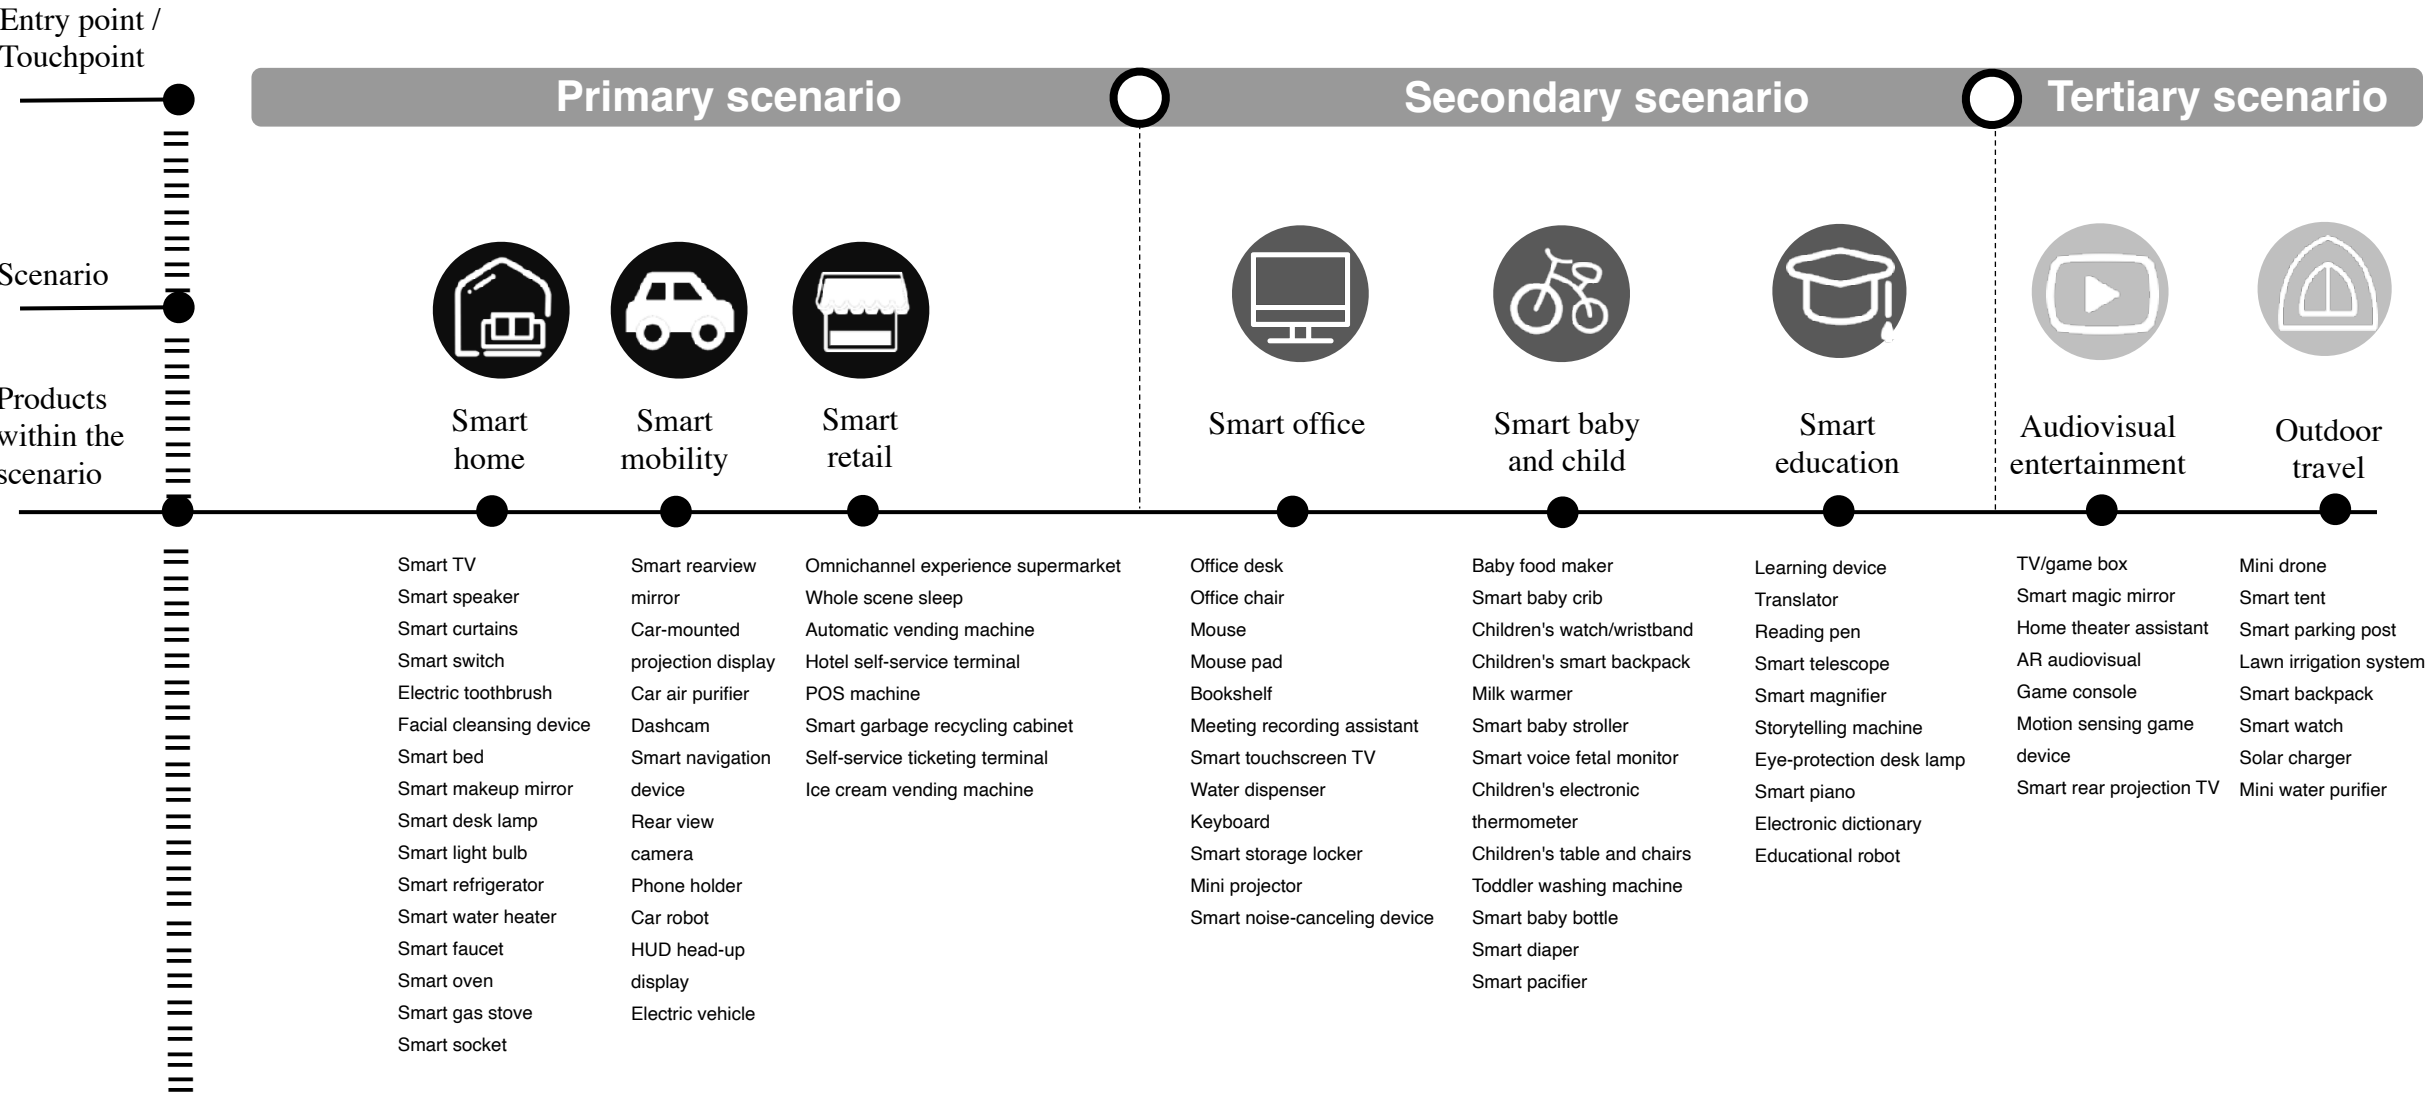 Entry point /
Touchpoint
Primary scenario
Secondary scenario
Tertiary scenario
Scenario
Products
within the
scenario
Smart
home
Smart
mobility
Smart
retail
Smart office
Smart baby
and child
Smart
education
Audiovisual
entertainment
Outdoor
travel
Smart TV
Smart speaker
Smart curtains
Smart switch
Electric toothbrush
Facial cleansing device
Smart bed
Smart makeup mirror
Smart desk lamp
Smart light bulb
Smart refrigerator
Smart water heater
Smart faucet
Smart oven
Smart gas stove
Smart socket
Smart rearview
mirror
Car-mounted
projection display
Car air purifier
Dashcam
Smart navigation
device
Rear view
camera
Phone holder
Car robot
HUD head-up
display
Electric vehicle
Omnichannel experience supermarket
Whole scene sleep
Automatic vending machine
Hotel self-service terminal
POS machine
Smart garbage recycling cabinet
Self-service ticketing terminal
Ice cream vending machine
Office desk
Office chair
Mouse
Mouse pad
Bookshelf
Meeting recording assistant
Smart touchscreen TV
Water dispenser
Keyboard
Smart storage locker
Mini projector
Smart noise-canceling device
Baby food maker
Smart baby crib
Children's watch/wristband
Children's smart backpack
Milk warmer
Smart baby stroller
Smart voice fetal monitor
Children's electronic
thermometer
Children's table and chairs
Toddler washing machine
Smart baby bottle
Smart diaper
Smart pacifier
Learning device
Translator
Reading pen
Smart telescope
Smart magnifier
Storytelling machine
Eye-protection desk lamp
Smart piano
Electronic dictionary
Educational robot
TV/game box
Smart magic mirror
Home theater assistant
AR audiovisual
Game console
Motion sensing game
device
Smart rear projection TV
Mini drone
Smart tent
Smart parking post
Lawn irrigation system
Smart backpack
Smart watch
Solar charger
Mini water purifier